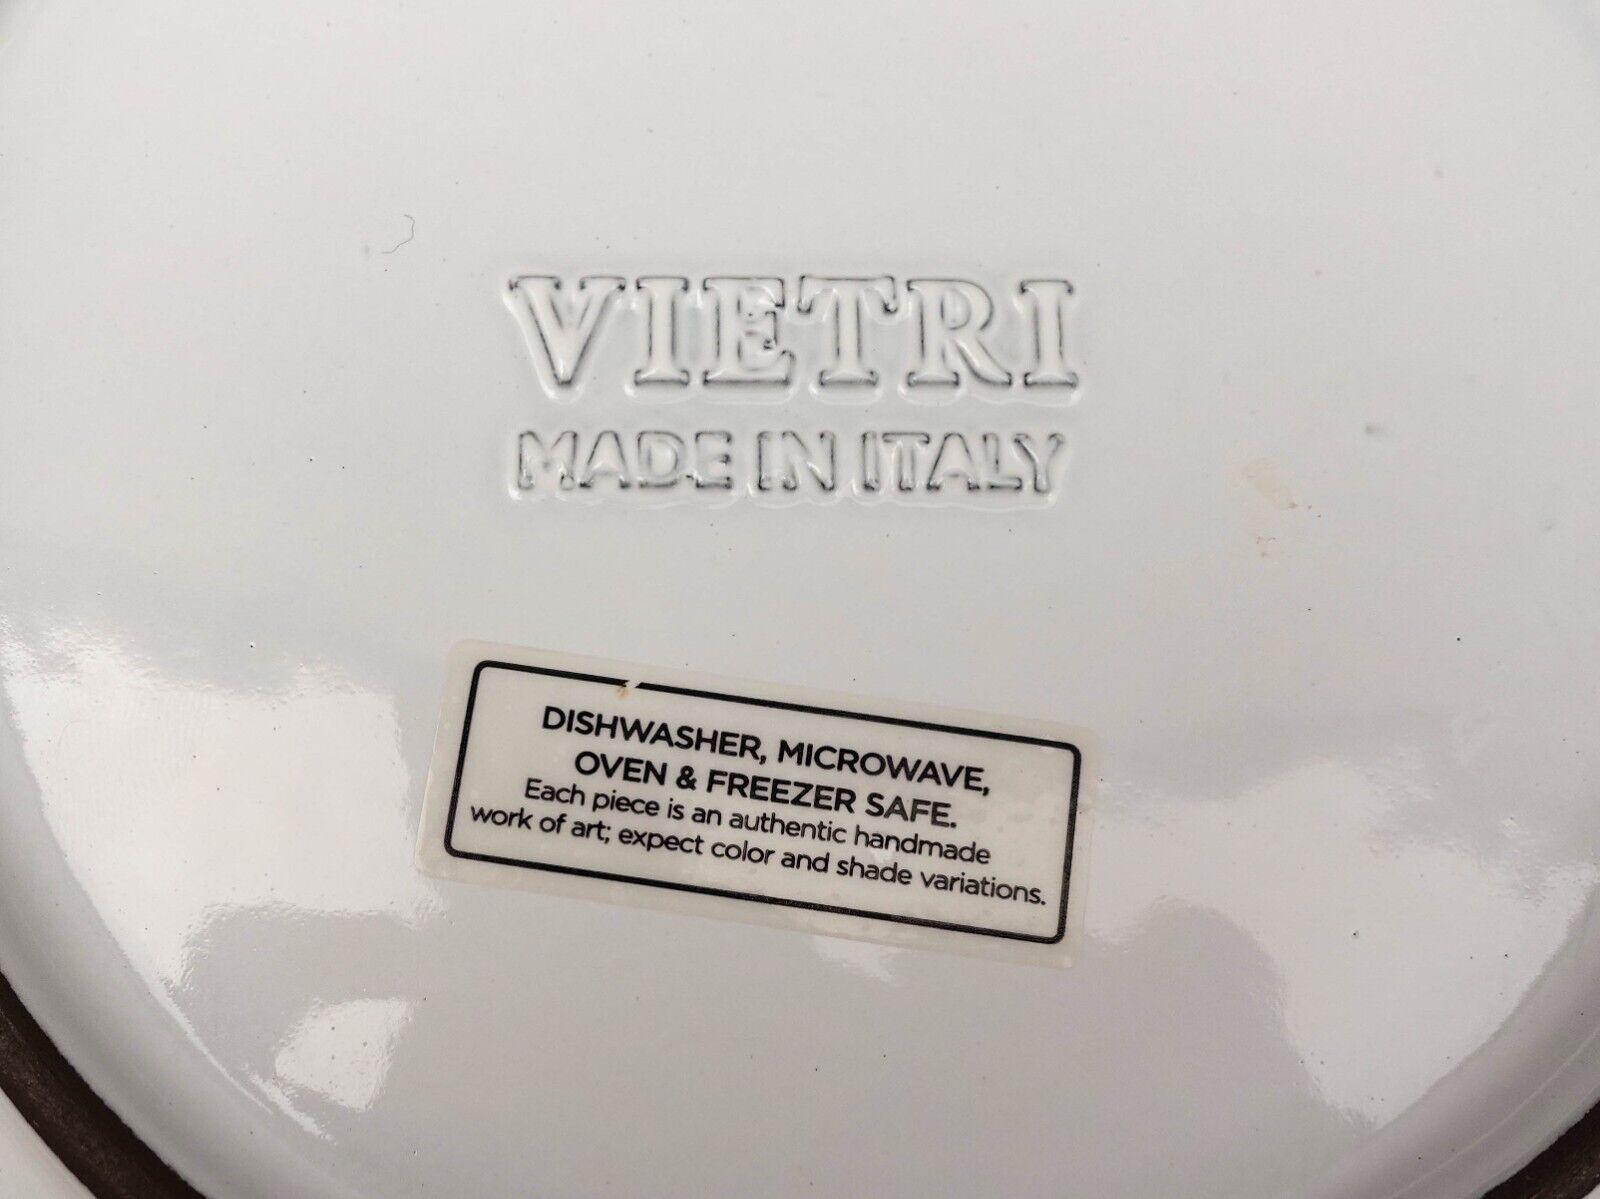 VIETRI
MADE IN ITALY
DISHWASHER, MICROWAVE,
OVEN & FREEZER SAFE.
Each piece is an authentic handmade
work of art; expect color and shade variations.